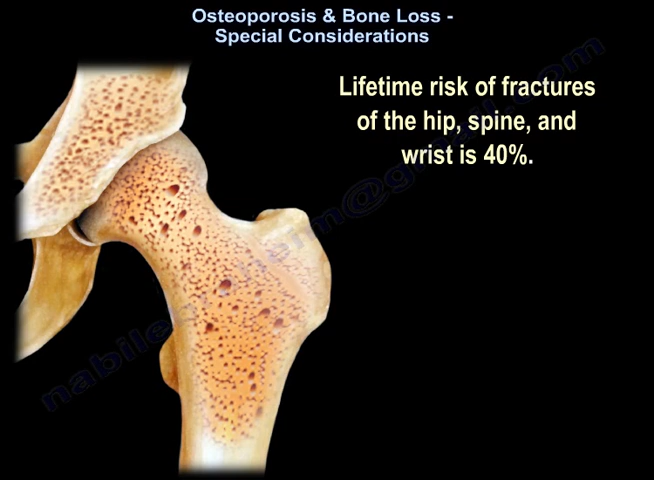 Osteoporosis & Bone Loss -
Special Considerations
Lifetime risk of fractures
of the hip, spine, and
wrist is 40%.